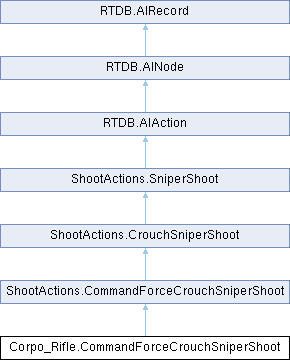 RTDB.AIRecord
RTDB.AINode
RTDB.AIAction
ShootActions.SniperShoot
ShootActions.CrouchSniperShoot
ShootActions.CommandForceCrouchSniperShoot
Corpo_Rifle.CommandForceCrouchSniperShoot